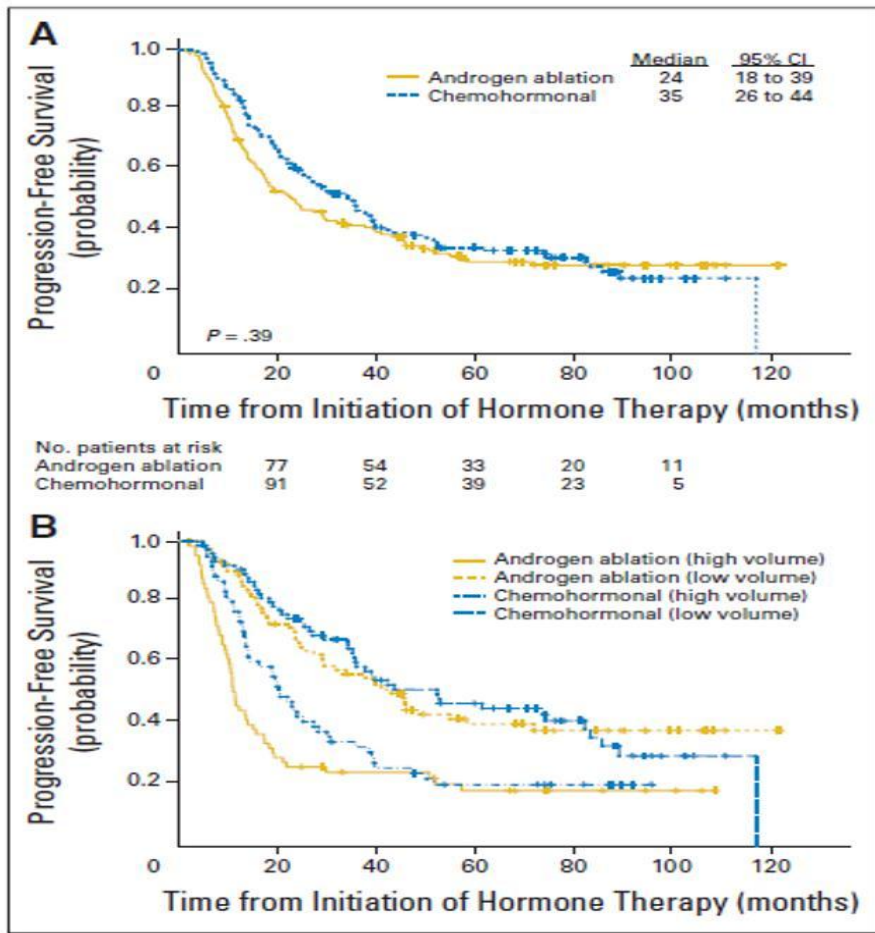 A
Progression-Free Survival
(probability)
1.0
0.8
0.6
0.4
0.2
Median 95% CI
Androgen ablation 24 18 to 39
Chemohormonal 35 26 to 44
P = .39
0 20 40 60 80 100 120
Time from Initiation of Hormone Therapy (months)
No. patients at risk
Androgen ablation 77 54 33 20 11
Chemohormonal 91 52 39 23 5
B
Progression-Free Survival
(probability)
1.0
0.8
0.6
0.4
0.2
Androgen ablation (high volume)
Androgen ablation (low volume)
Chemohormonal (high volume)
Chemohormonal (low volume)
0 20 40 60 80 100 120
Time from Initiation of Hormone Therapy (months)